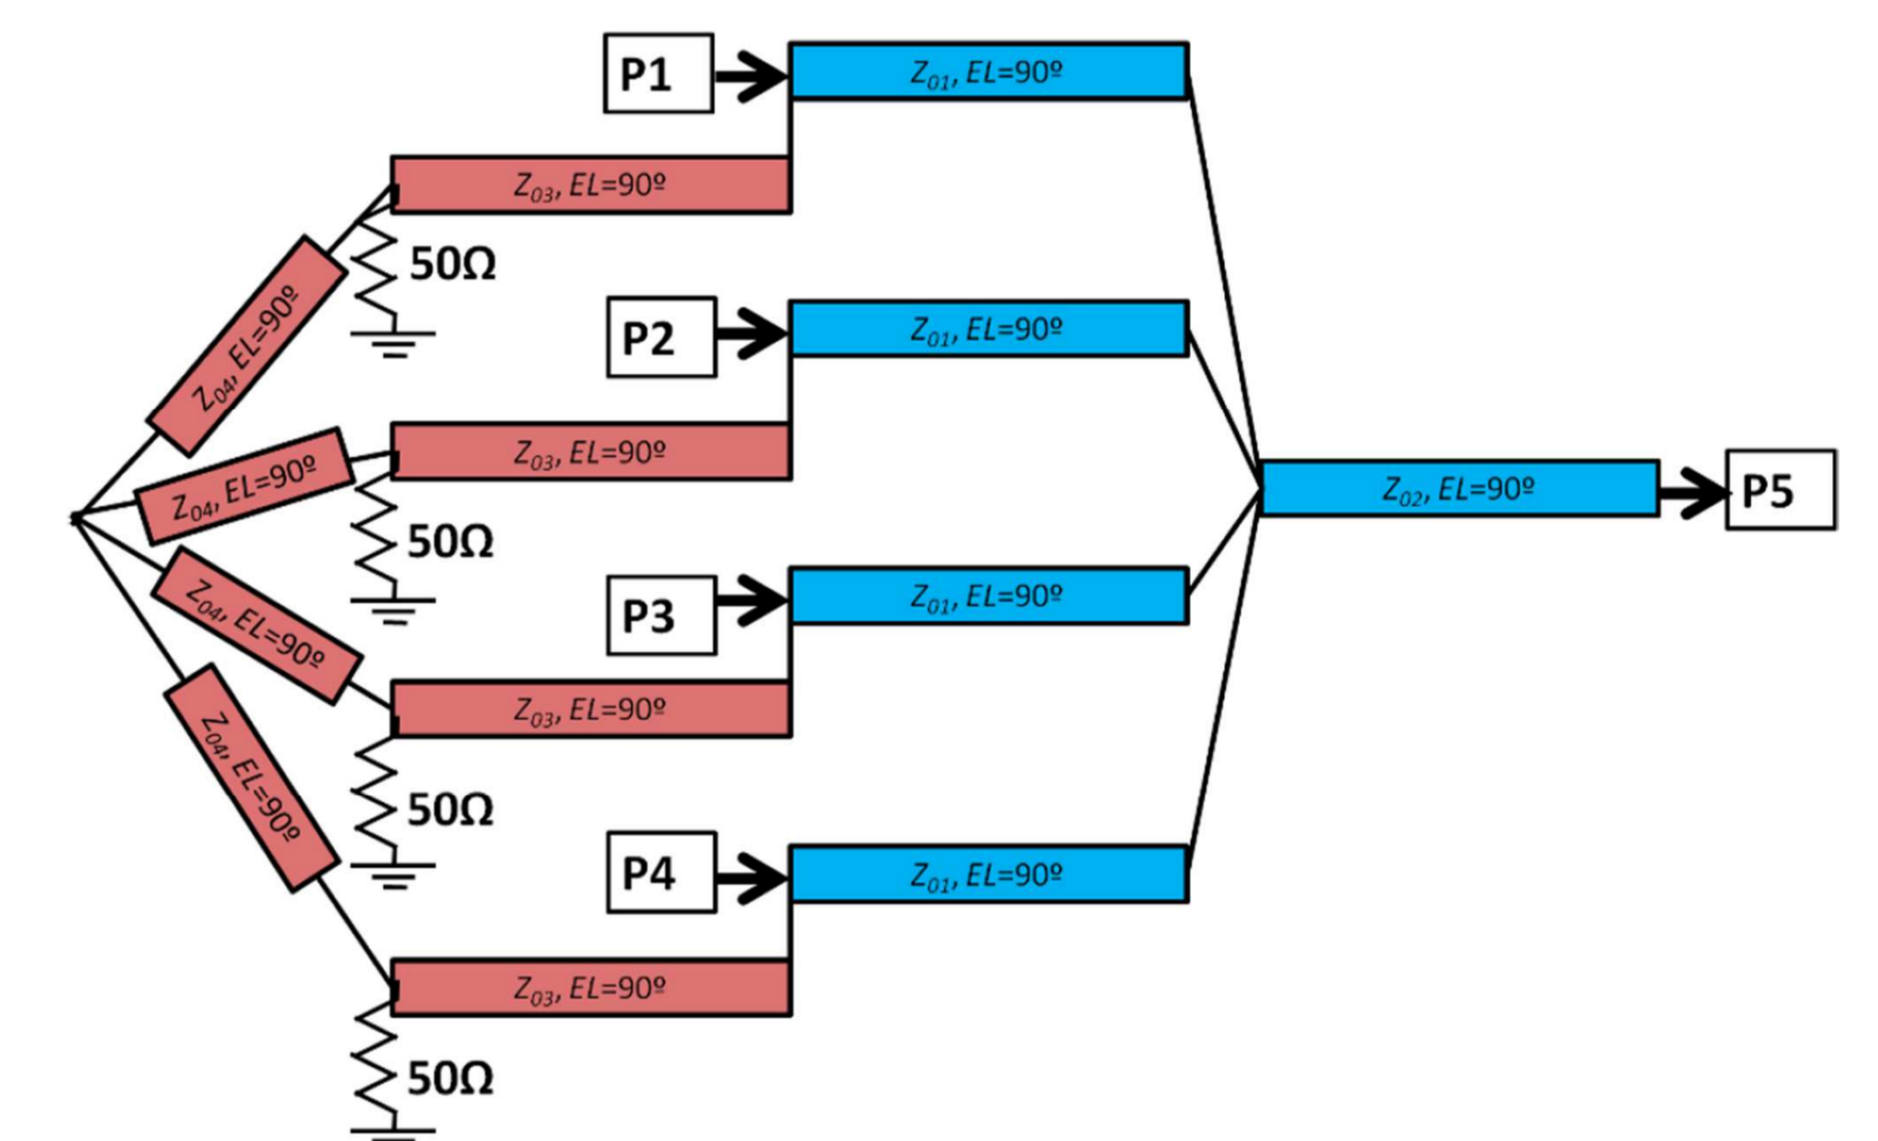 P1
Z01, EL=90º
Z03, EL=90º
50Ω
Z04, EL=90º
P2
Z01, EL=90º
Z03, EL=90º
Z04, EL=90º
50Ω
Z02, EL=90º
P5
P3
Z01, EL=90º
Z04, EL=90º
Z03, EL=90º
50Ω
Z04, EL=90º
P4
Z01, EL=90º
Z03, EL=90º
50Ω